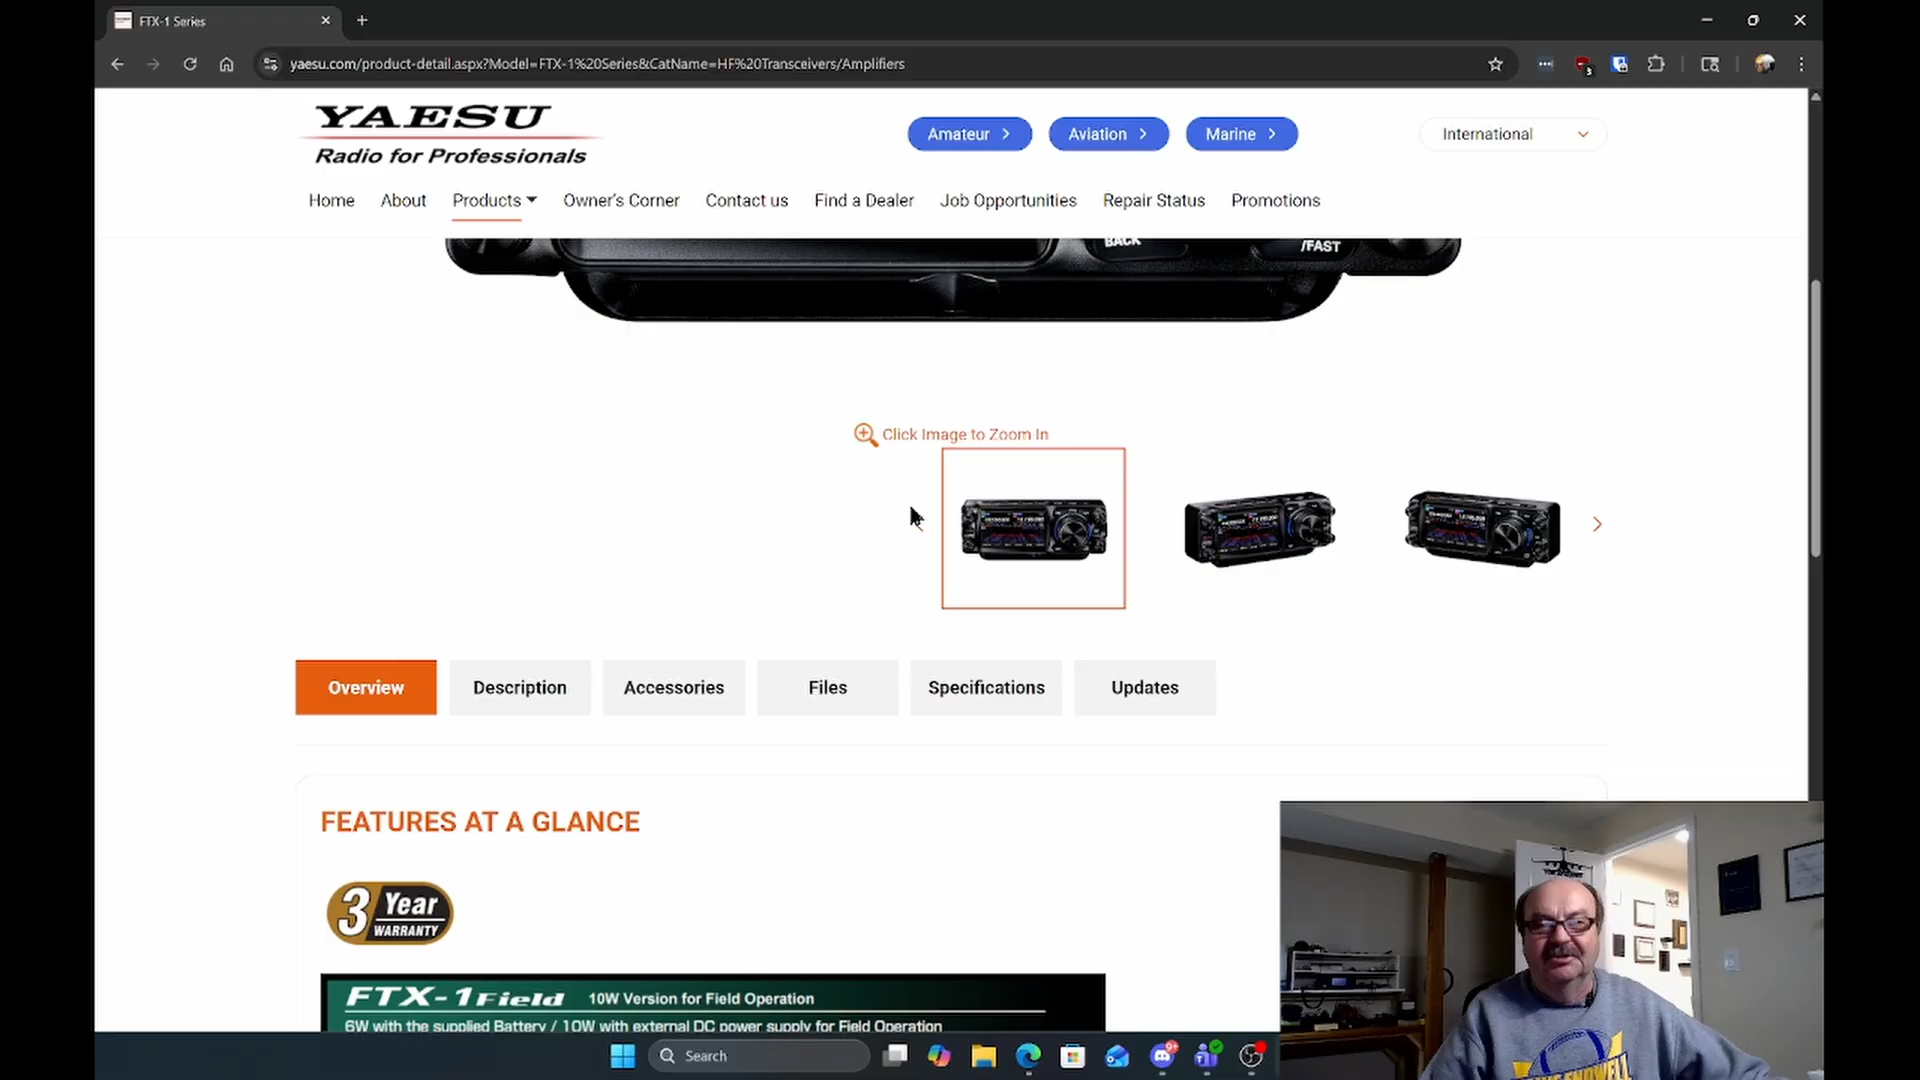 FTX-1 Series
yaesu.com/product-detail.aspx?Model=FTX-1%20Series&CatName=HF%20Transceivers/Amplifiers
YAESU
Radio for Professionals
Amateur
Aviation
Marine
International
Home
About
Products
Owner's Corner
Contact us
Find a Dealer
Job Opportunities
Repair Status
Promotions
BACK
/FAST
Click Image to Zoom In
Overview
Description
Accessories
Files
Specifications
Updates
FEATURES AT A GLANCE
3 Year
WARRANTY
FTX-1Field 10W Version for Field Operation
6W with the supplied Battery / 10W with external DC power supply for Field Operation
Search